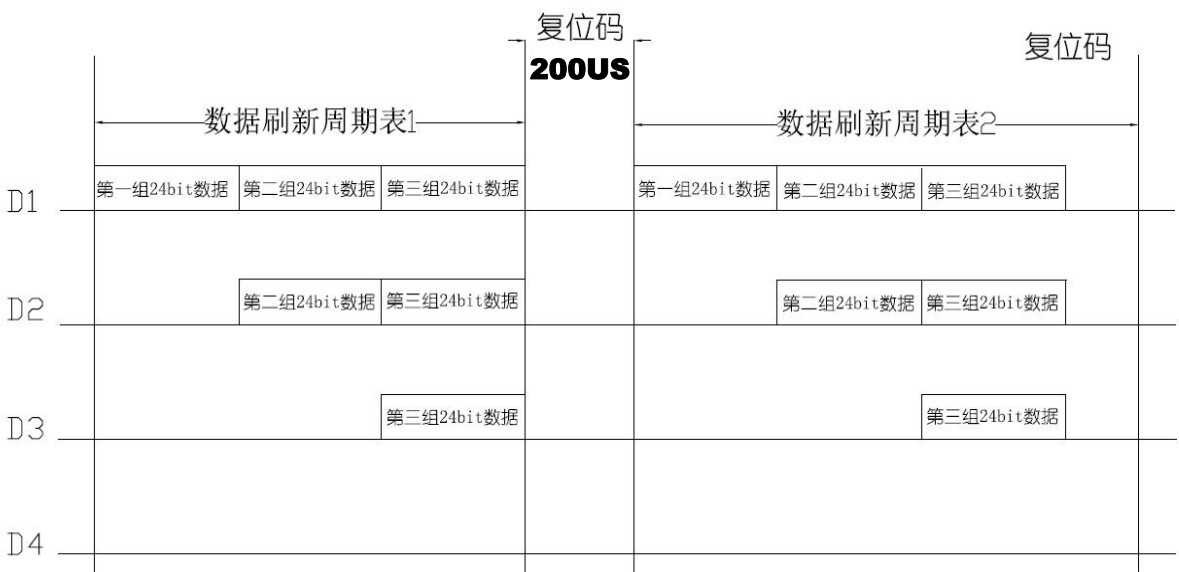 复位码
200US
复位码
数据刷新周期表1
数据刷新周期表2
D1
第一组24bit数据
第二组24bit数据
第三组24bit数据
第一组24bit数据
第二组24bit数据
第三组24bit数据
D2
第二组24bit数据
第三组24bit数据
第二组24bit数据
第三组24bit数据
D3
第三组24bit数据
第三组24bit数据
D4